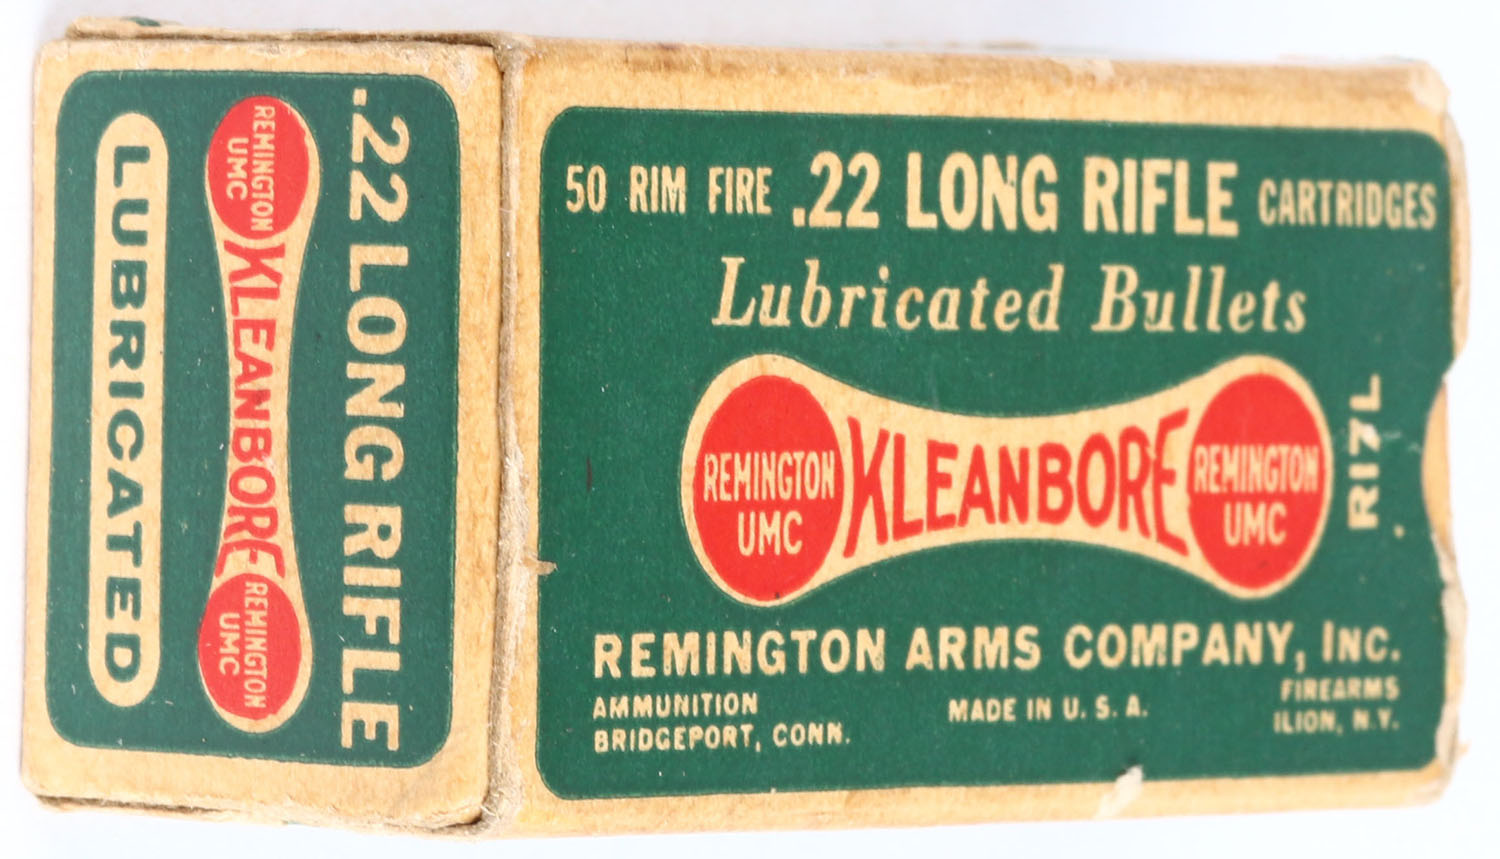 .22 LONG RIFLE
REMINGTON
UMC
KLEANBORE
REMINGTON
UMC
LUBRICATED
50 RIM FIRE .22 LONG RIFLE CARTRIDGES
Lubricated Bullets
REMINGTON
UMC
KLEANBORE
REMINGTON
UMC
R17L
REMINGTON ARMS COMPANY, INC.
AMMUNITION
BRIDGEPORT, CONN.
MADE IN U. S. A.
FIREARMS
ILION, N.Y.